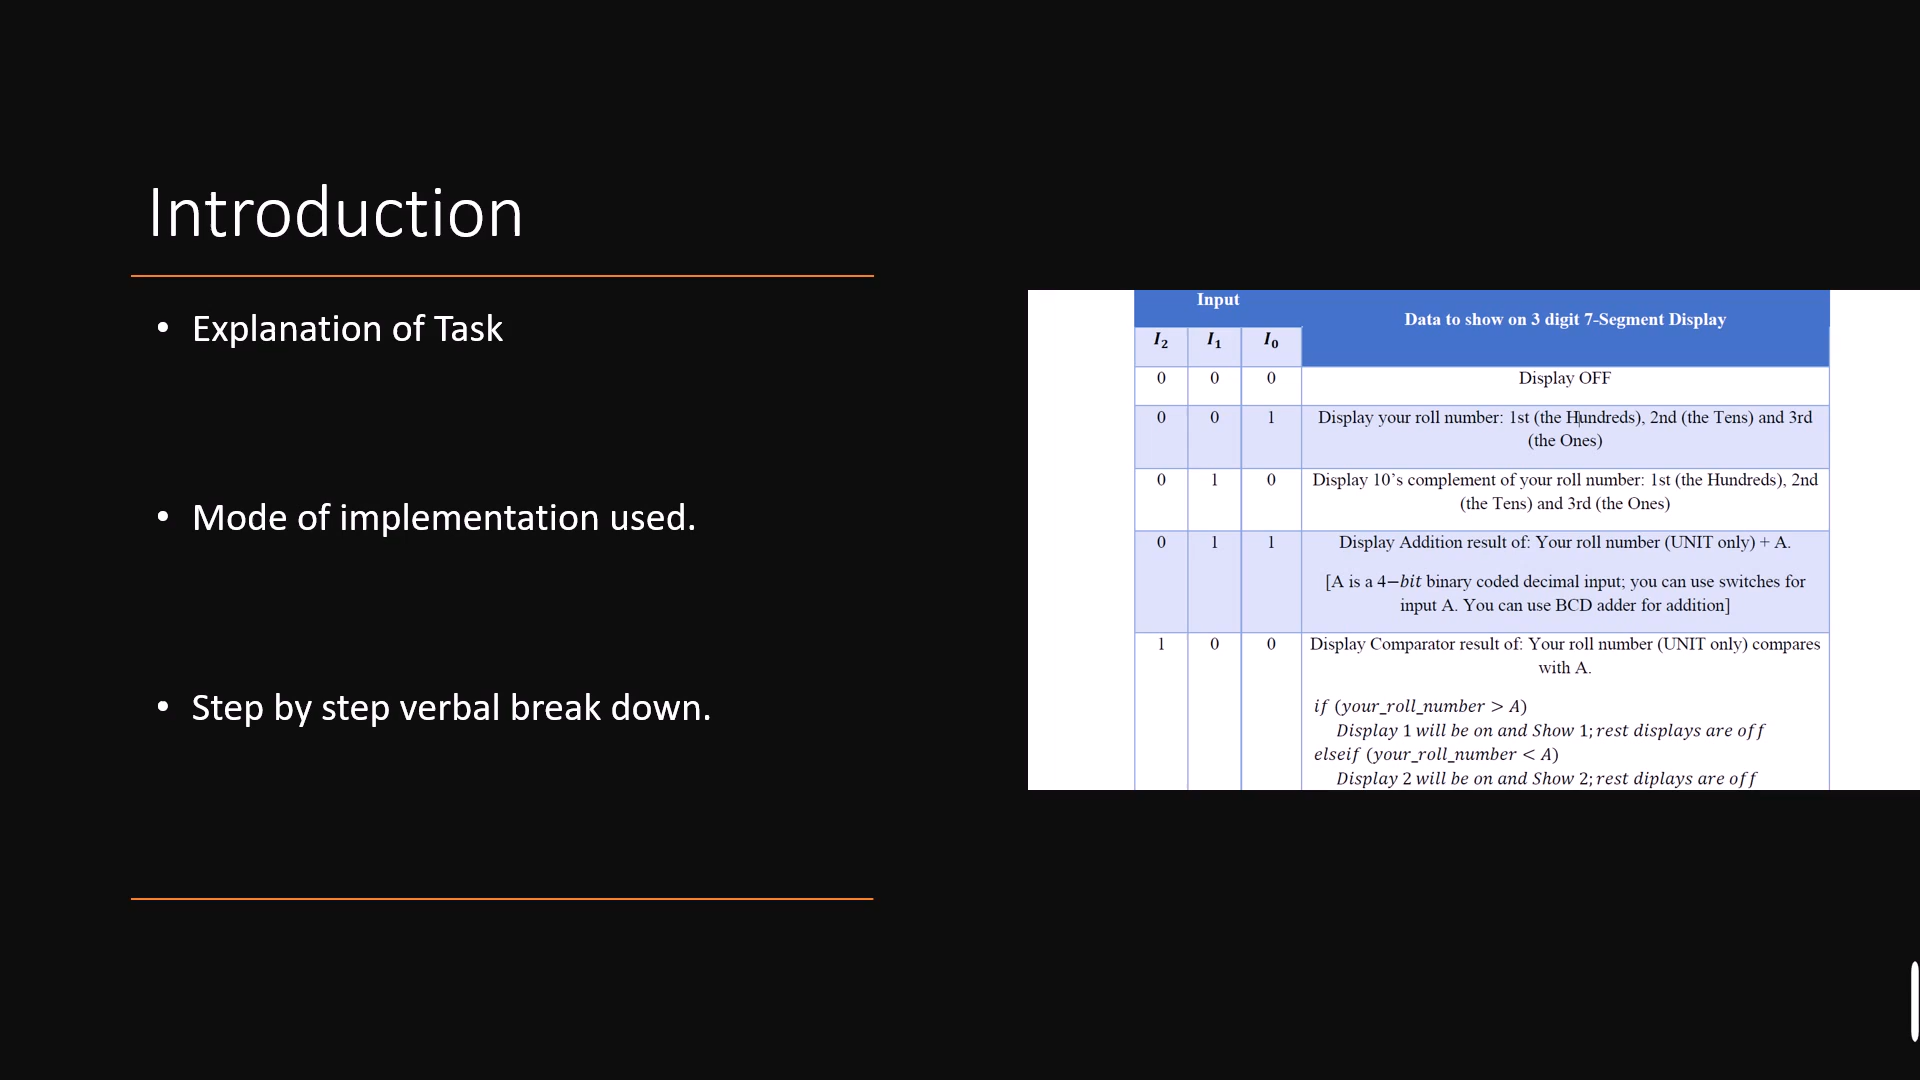 Introduction
• Explanation of Task
• Mode of implementation used.
• Step by step verbal break down.
Input
Data to show on 3 digit 7-Segment Display
I₂ I₁ I₀
0 0 0 Display OFF
0 0 1 Display your roll number: 1st (the Hundreds), 2nd (the Tens) and 3rd
(the Ones)
0 1 0 Display 10’s complement of your roll number: 1st (the Hundreds), 2nd
(the Tens) and 3rd (the Ones)
0 1 1 Display Addition result of: Your roll number (UNIT only) + A.
[A is a 4−bit binary coded decimal input; you can use switches for
input A. You can use BCD adder for addition]
1 0 0 Display Comparator result of: Your roll number (UNIT only) compares
with A.
if (your_roll_number > A)
Display 1 will be on and Show 1; rest displays are off
elseif (your_roll_number < A)
Display 2 will be on and Show 2; rest diplays are off